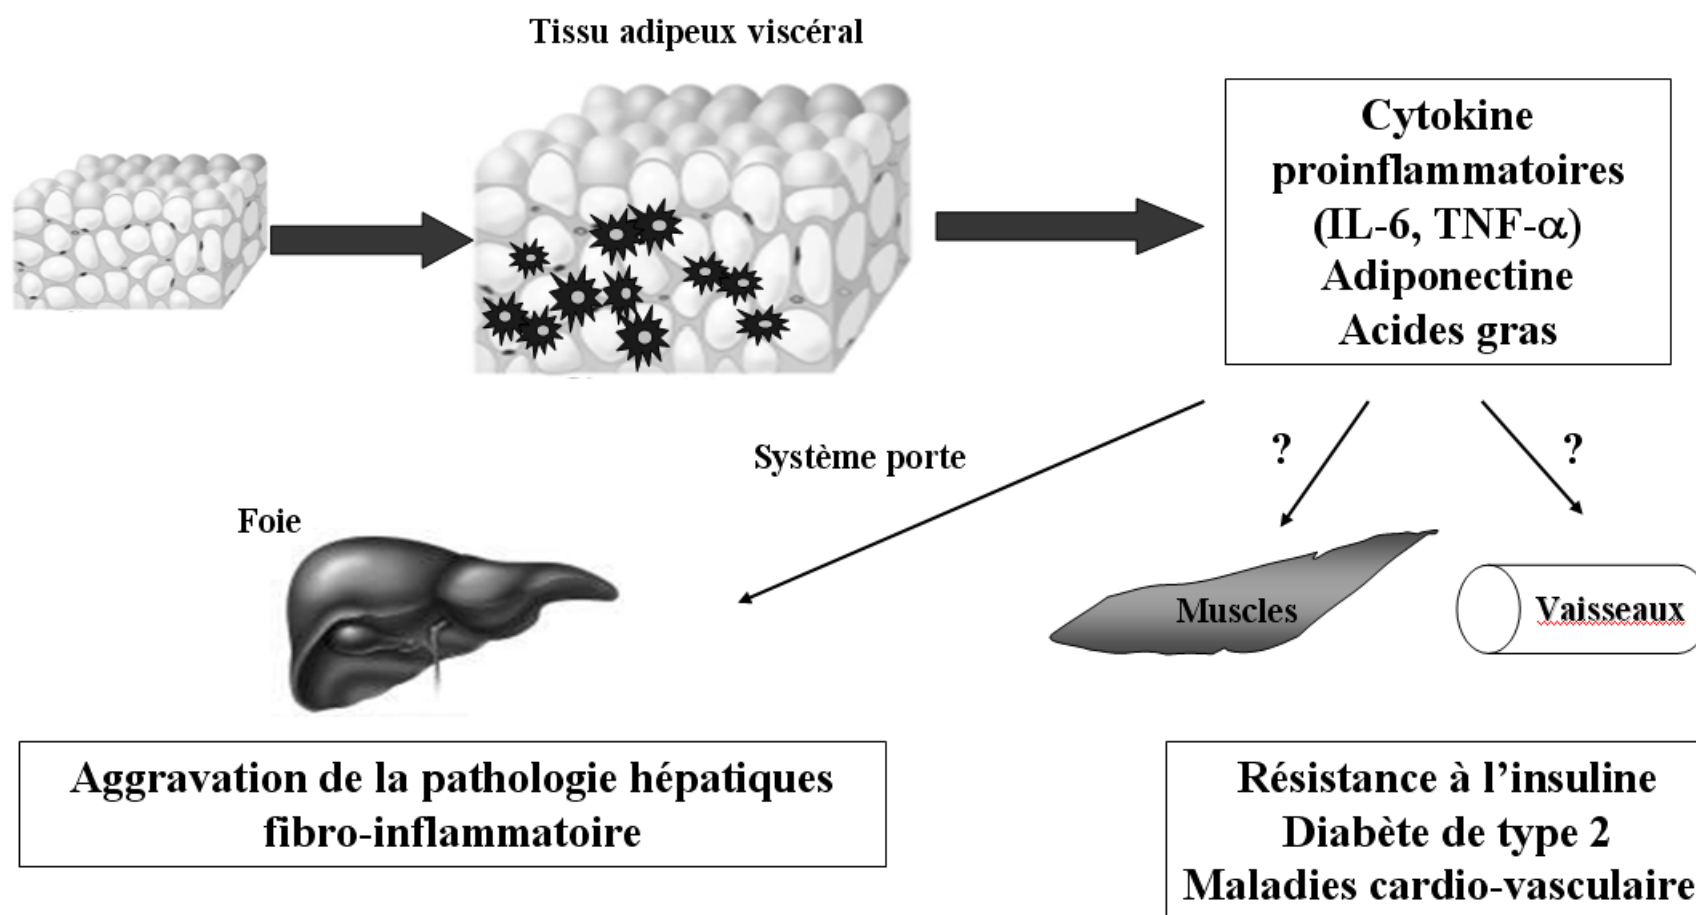 Tissu adipeux viscéral
Cytokine
proinflammatoires
(IL-6, TNF-α)
Adiponectine
Acides gras
Système porte
?
?
Foie
Muscles
Vaisseaux
Aggravation de la pathologie hépatiques
fibro-inflammatoire
Résistance à l’insuline
Diabète de type 2
Maladies cardio-vasculaire